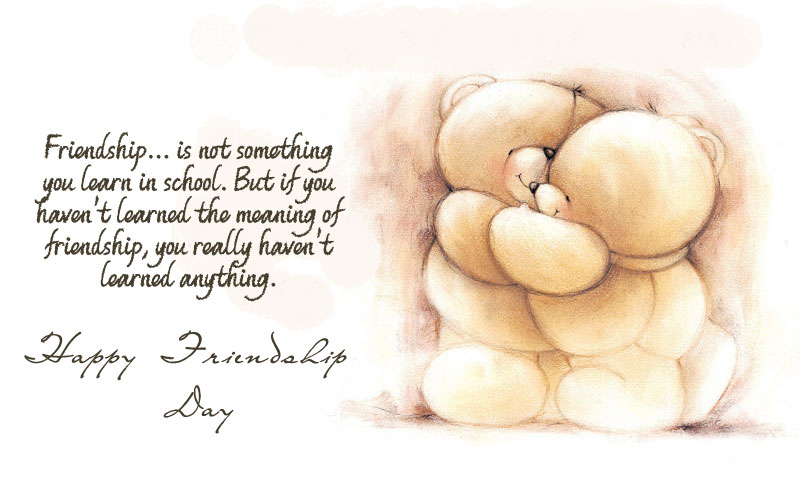 Friendship... is not something
you learn in school. But if you
haven't learned the meaning of
friendship, you really haven't
learned anything.
Happy Friendship
Day